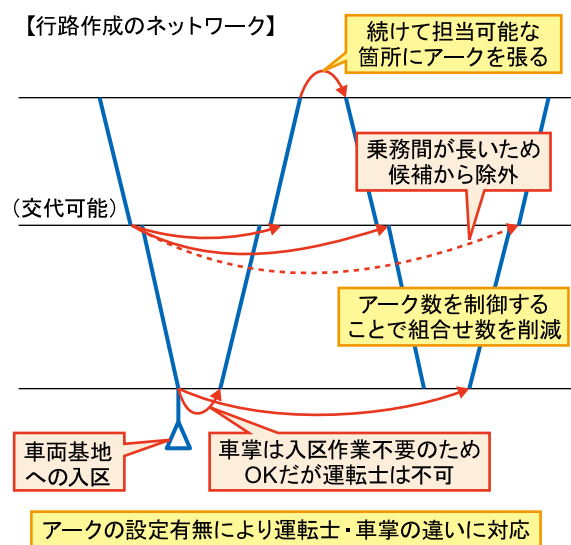 【行路作成のネットワーク】
続けて担当可能な
箇所にアークを張る
乗務間が長いため
候補から除外
（交代可能）
アーク数を制御する
ことで組合せ数を削減
車両基地
への入区
車掌は入区作業不要のため
OKだが運転士は不可
アークの設定有無により運転士・車掌の違いに対応